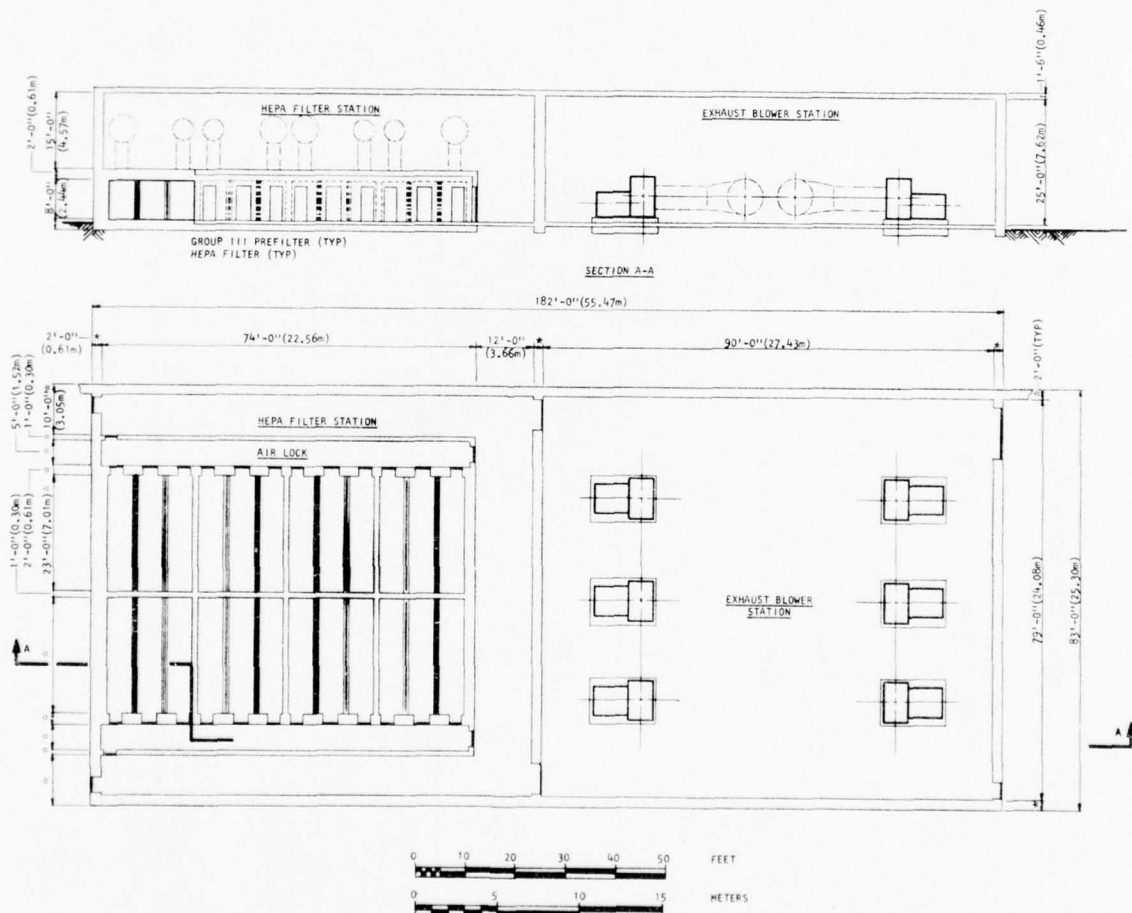 1'-6"(0.46m)
2'-0"(0.61m)
15'-0"
(4.57m)
8'-0"
(2.44m
HEPA FILTER STATION
EXHAUST BLOWER STATION
25'-0"(7.62m)
GROUP III PREFILTER (TYP)
HEPA FILTER (TYP)
SECTION A-A
182'-0"(55.47m)
2'-0"
(0.61m)
*
74'-0"(22.56m)
12'-0"
(3.66m)
*
90'-0"(27.43m)
*
2'-0"(TYP)
5'-0"(1.52m)
1'-0"(0.30m)
10'-0"
(3.05m)
HEPA FILTER STATION
AIR LOCK
1'-0"(0.30m)
2'-0"(0.61m)
23'-0"(7.01m)
EXHAUST BLOWER
STATION
79'-0"(24.08m)
83'-0"(25.30m)
A
A
*
0 10 20 30 40 50 FEET
0 5 10 15 METERS